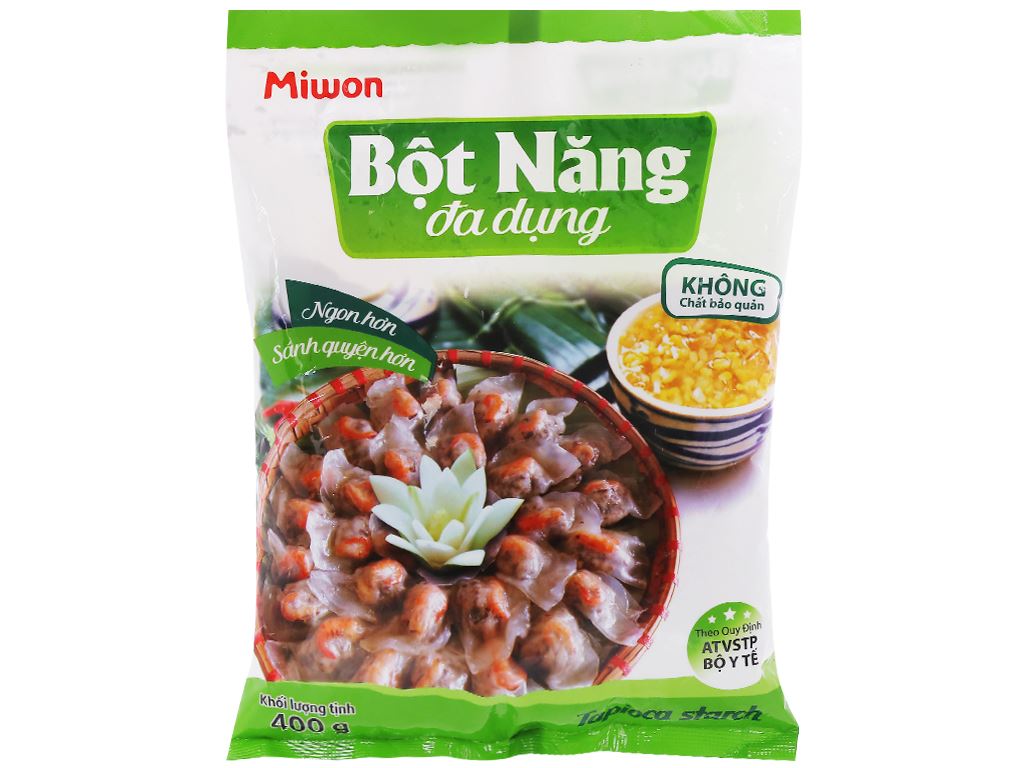 Miwon
Bột Năng
đa dụng
KHÔNG
Chất bảo quản
Ngon hơn
Sánh quyện hơn
Theo Quy Định
ATVSTP
BỘ Y TẾ
Khối lượng tịnh
400 g
Tapioca starch